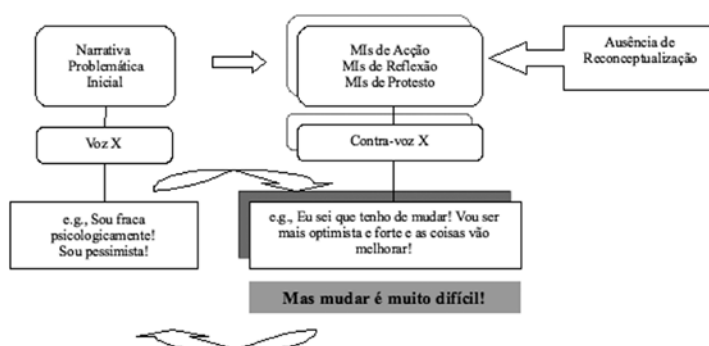 Narrativa
Problemática
Inicial
MIs de Acção
MIs de Reflexão
MIs de Protesto
Ausência de
Reconceptualização
Voz X
Contra-voz X
e.g., Sou fraca
psicologicamente!
Sou pessimista!
e.g., Eu sei que tenho de mudar! Vou ser
mais optimista e forte e as coisas vão
melhorar!
Mas mudar é muito difícil!